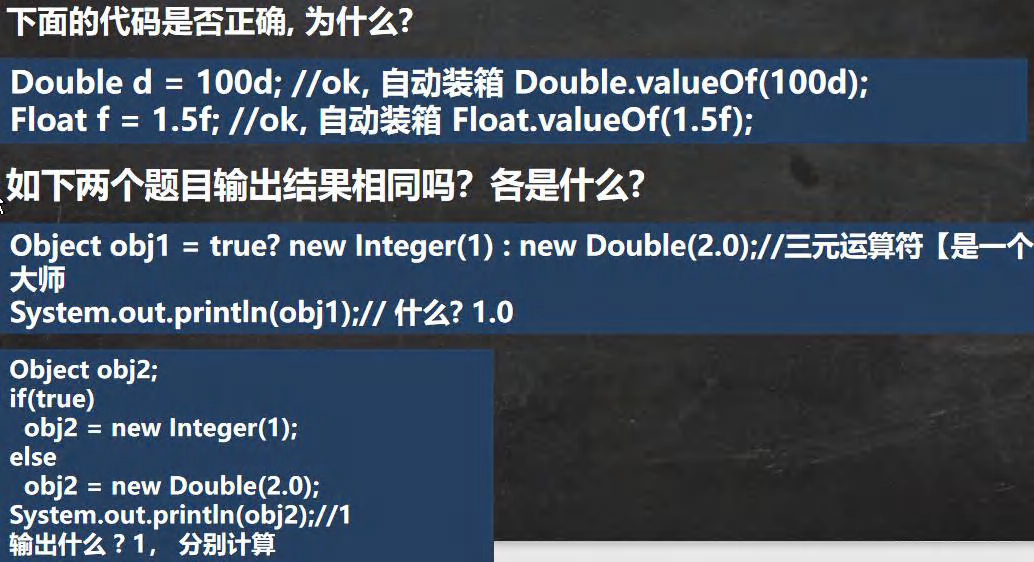 下面的代码是否正确, 为什么?
Double d = 100d; //ok, 自动装箱 Double.valueOf(100d);
Float f = 1.5f; //ok, 自动装箱 Float.valueOf(1.5f);
如下两个题目输出结果相同吗？各是什么?
Object obj1 = true? new Integer(1) : new Double(2.0);//三元运算符【是一个
大师
System.out.println(obj1);// 什么? 1.0
Object obj2;
if(true)
obj2 = new Integer(1);
else
obj2 = new Double(2.0);
System.out.println(obj2);//1
输出什么 ? 1， 分别计算